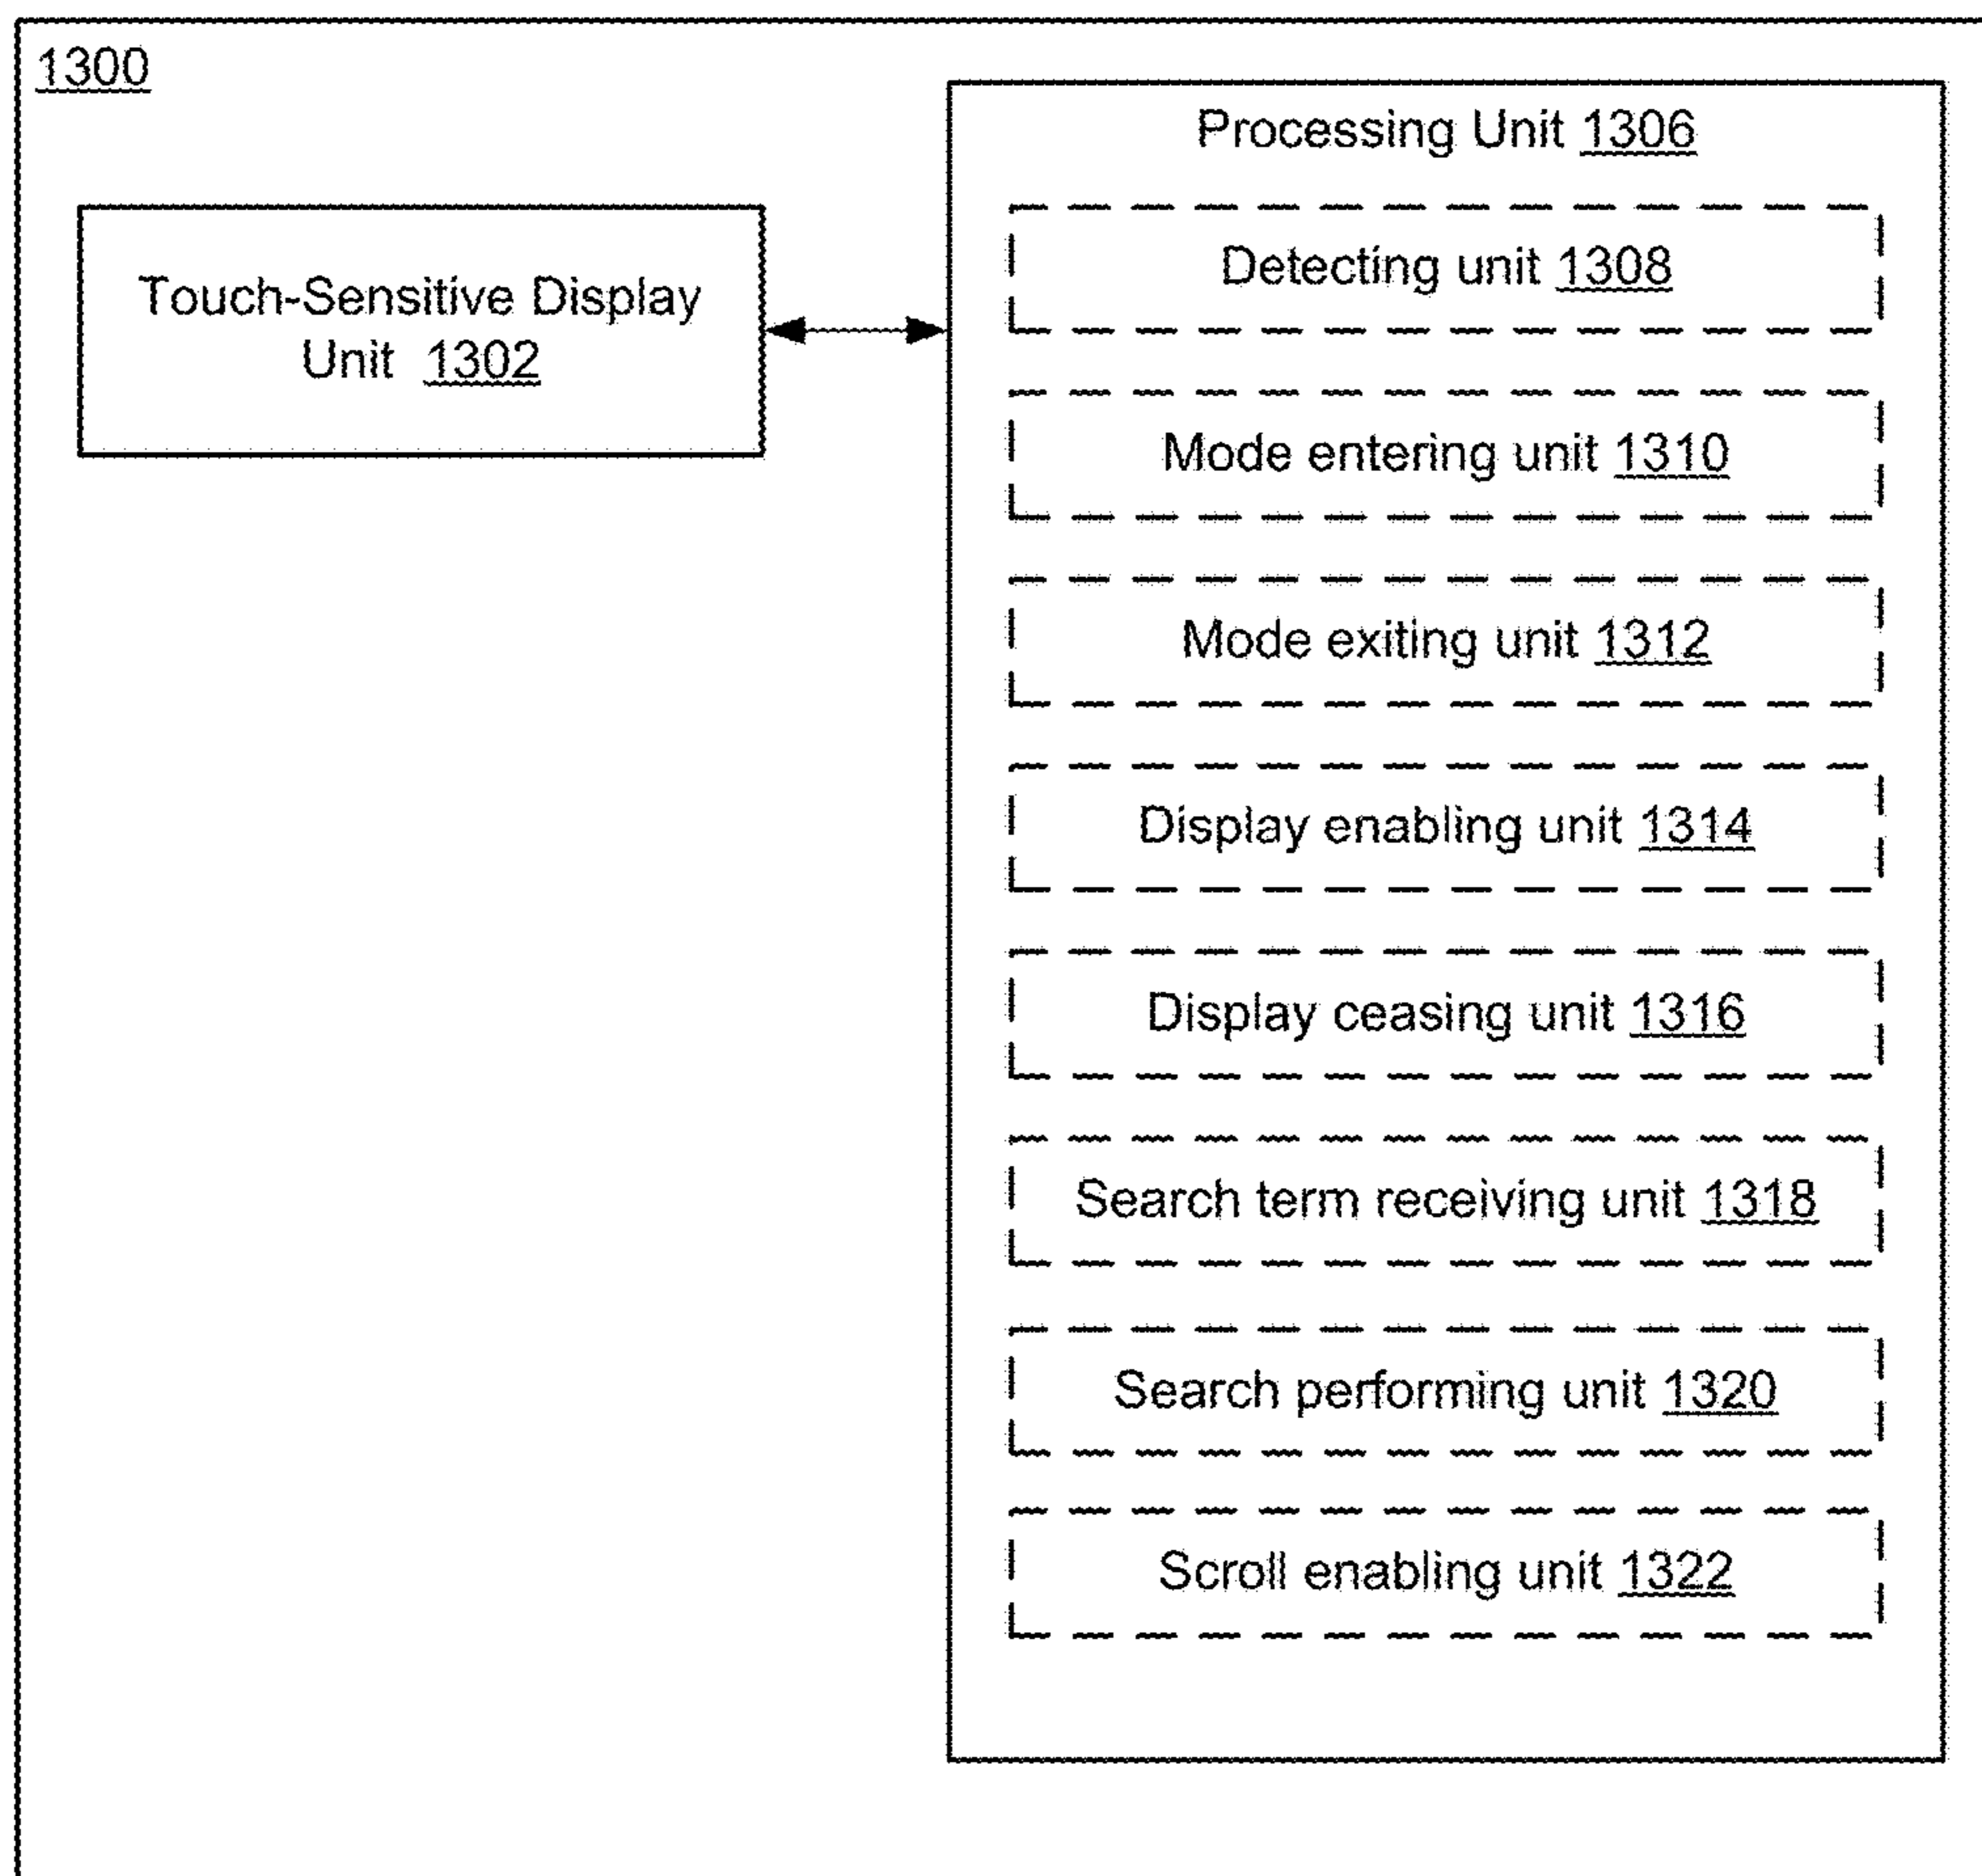 1300
Processing Unit 1306
Touch-Sensitive Display
Unit 1302
Detecting unit 1308
Mode entering unit 1310
Mode exiting unit 1312
Display enabling unit 1314
Display ceasing unit 1316
Search term receiving unit 1318
Search performing unit 1320
Scroll enabling unit 1322